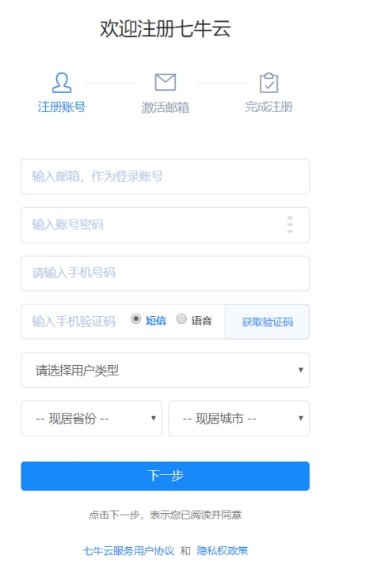 欢迎注册七牛云
注册账号 激活邮箱 完成注册
输入邮箱，作为登录账号
输入账号密码
请输入手机号码
输入手机验证码 短信 语音 获取验证码
请选择用户类型
-- 现居省份 -- -- 现居城市 --
下一步
点击下一步，表示您已阅读并同意
七牛云服务用户协议 和 隐私权政策